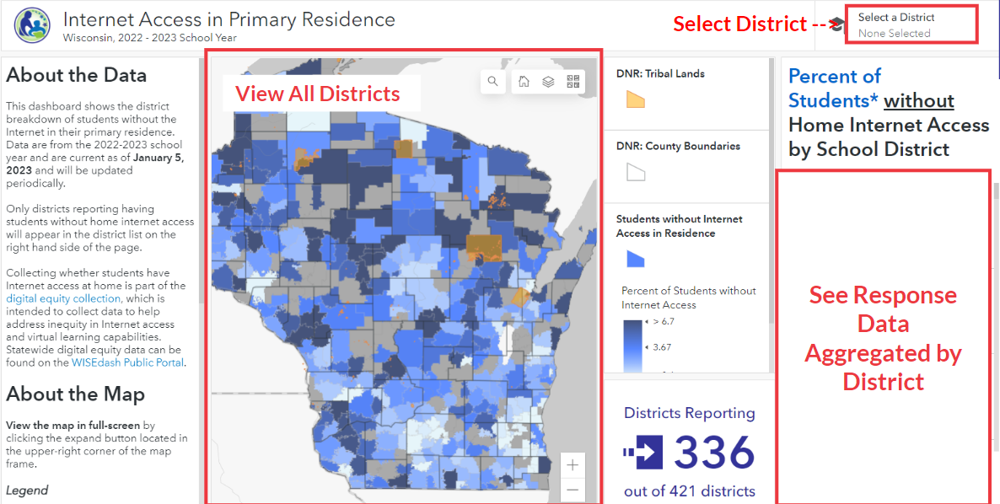 Internet Access in Primary Residence
Wisconsin, 2022 - 2023 School Year
Select District -->
Select a District
None Selected
About the Data
This dashboard shows the district
breakdown of students without the
Internet in their primary residence.
Data are from the 2022-2023 school
year and are current as of January 5,
2023 and will be updated
periodically.
Only districts reporting having
students without home internet access
will appear in the district list on the
right hand side of the page.
Collecting whether students have
Internet access at home is part of the
digital equity collection, which is
intended to collect data to help
address inequity in Internet access
and virtual learning capabilities.
Statewide digital equity data can be
found on the WISEdash Public Portal.
About the Map
View the map in full-screen by
clicking the expand button located in
the upper-right corner of the map
frame.
Legend
View All Districts
DNR: Tribal Lands
DNR: County Boundaries
Students without Internet
Access in Residence
Percent of Students without
Internet Access
> 6.7
3.67
Districts Reporting
336
out of 421 districts
Percent of
Students* without
Home Internet Access
by School District
See Response
Data
Aggregated by
District